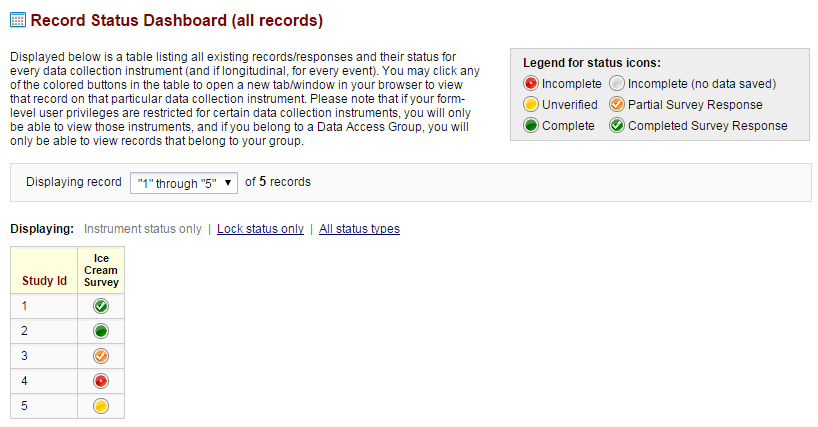 Record Status Dashboard (all records)
Displayed below is a table listing all existing records/responses and their status for
every data collection instrument (and if longitudinal, for every event). You may click any
of the colored buttons in the table to open a new tab/window in your browser to view
that record on that particular data collection instrument. Please note that if your form-
level user privileges are restricted for certain data collection instruments, you will only
be able to view those instruments, and if you belong to a Data Access Group, you will
only be able to view records that belong to your group.
Legend for status icons:
Incomplete Incomplete (no data saved)
Unverified Partial Survey Response
Complete Completed Survey Response
Displaying record "1" through "5" of 5 records
Displaying: Instrument status only | Lock status only | All status types
Study Id Ice
Cream
Survey
1
2
3
4
5